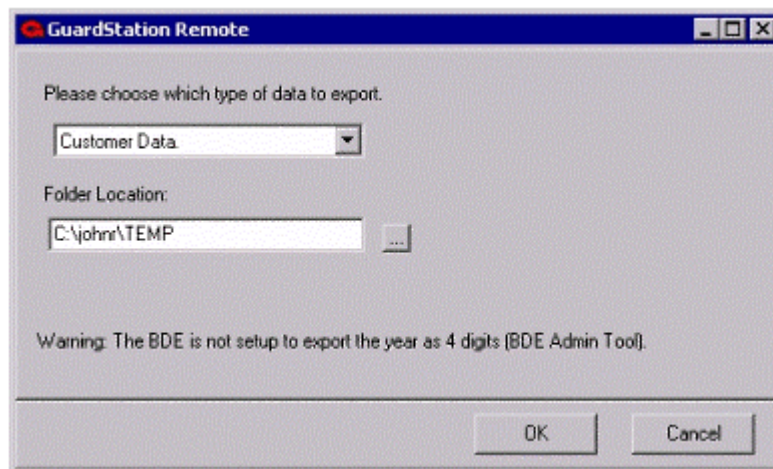 GuardStation Remote
Please choose which type of data to export.
Customer Data.
Folder Location:
C:\johnr\TEMP
...
Warning: The BDE is not setup to export the year as 4 digits (BDE Admin Tool).
OK Cancel